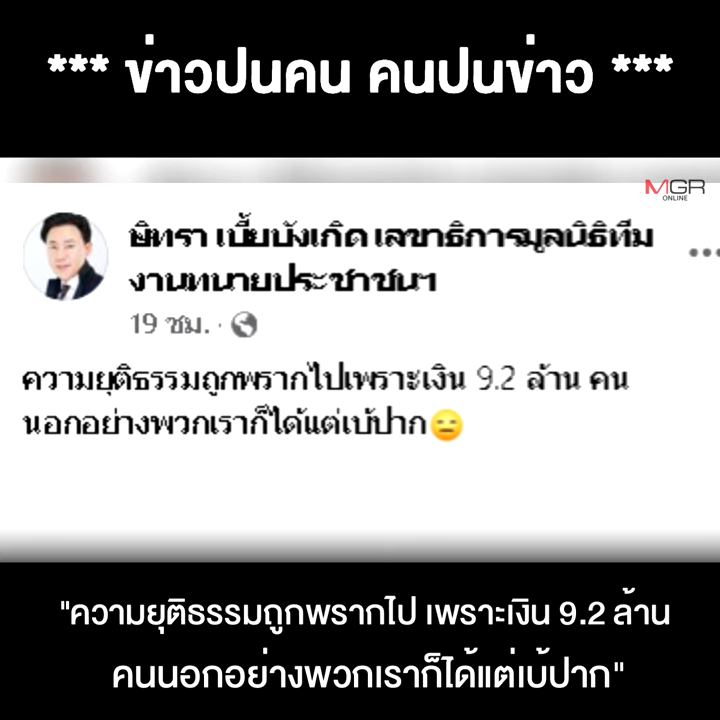 *** ข่าวปนคน คนปนข่าว ***
MGR
ONLINE
ษิทรา เบี้ยบังเกิด เลขาธิการมูลนิธิทีม
งานทนายประชาชนฯ
19 ชม.
ความยุติธรรมถูกพรากไปเพราะเงิน 9.2 ล้าน คน
นอกอย่างพวกเราก็ได้แต่เบ้ปาก😑
"ความยุติธรรมถูกพรากไป เพราะเงิน 9.2 ล้าน
คนนอกอย่างพวกเราก็ได้แต่เบ้ปาก"